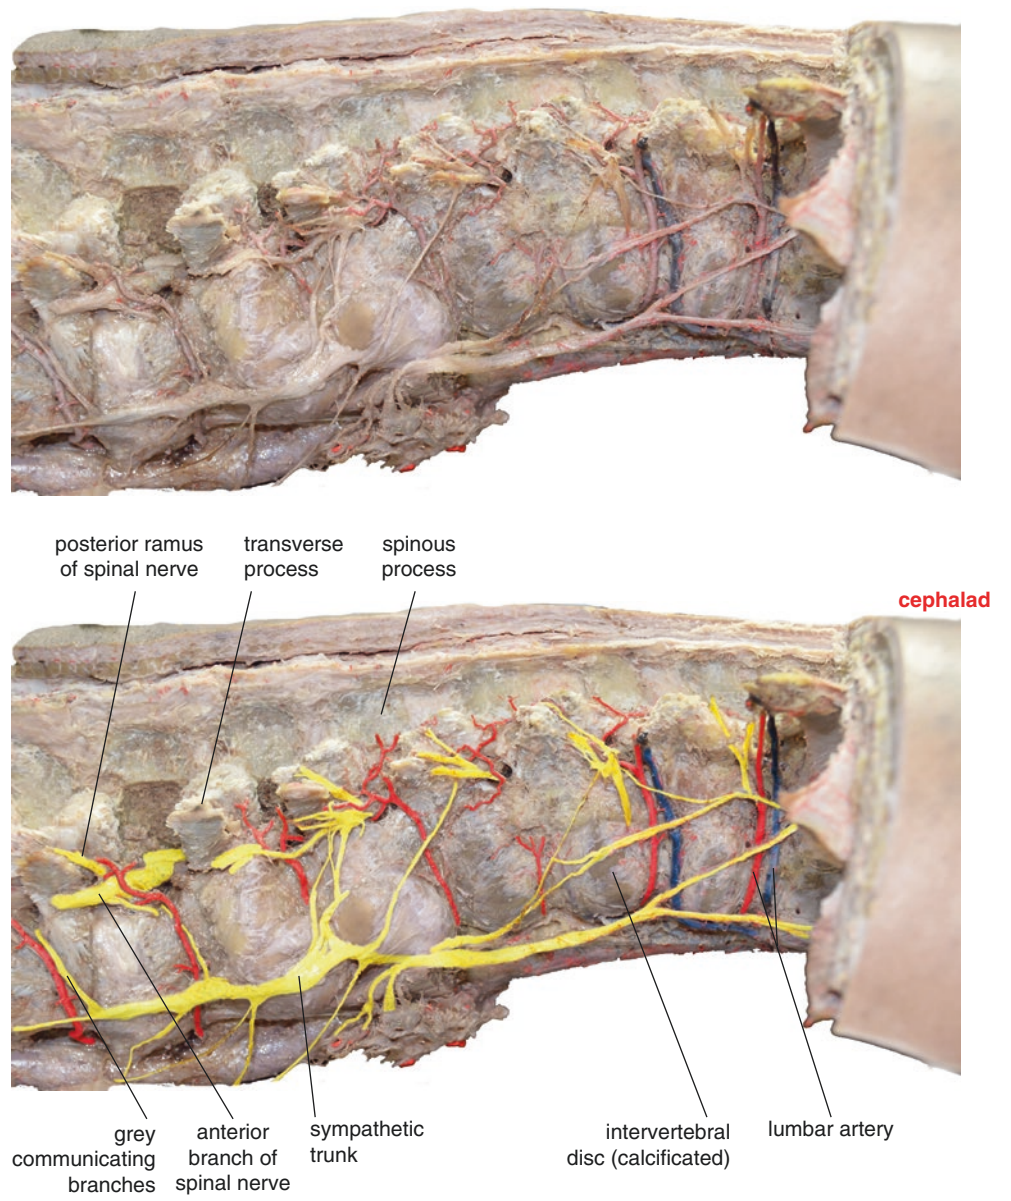 posterior ramus
of spinal nerve
transverse
process
spinous
process
cephalad
grey
communicating
branches
anterior
branch of
spinal nerve
sympathetic
trunk
intervertebral
disc (calcificated)
lumbar artery